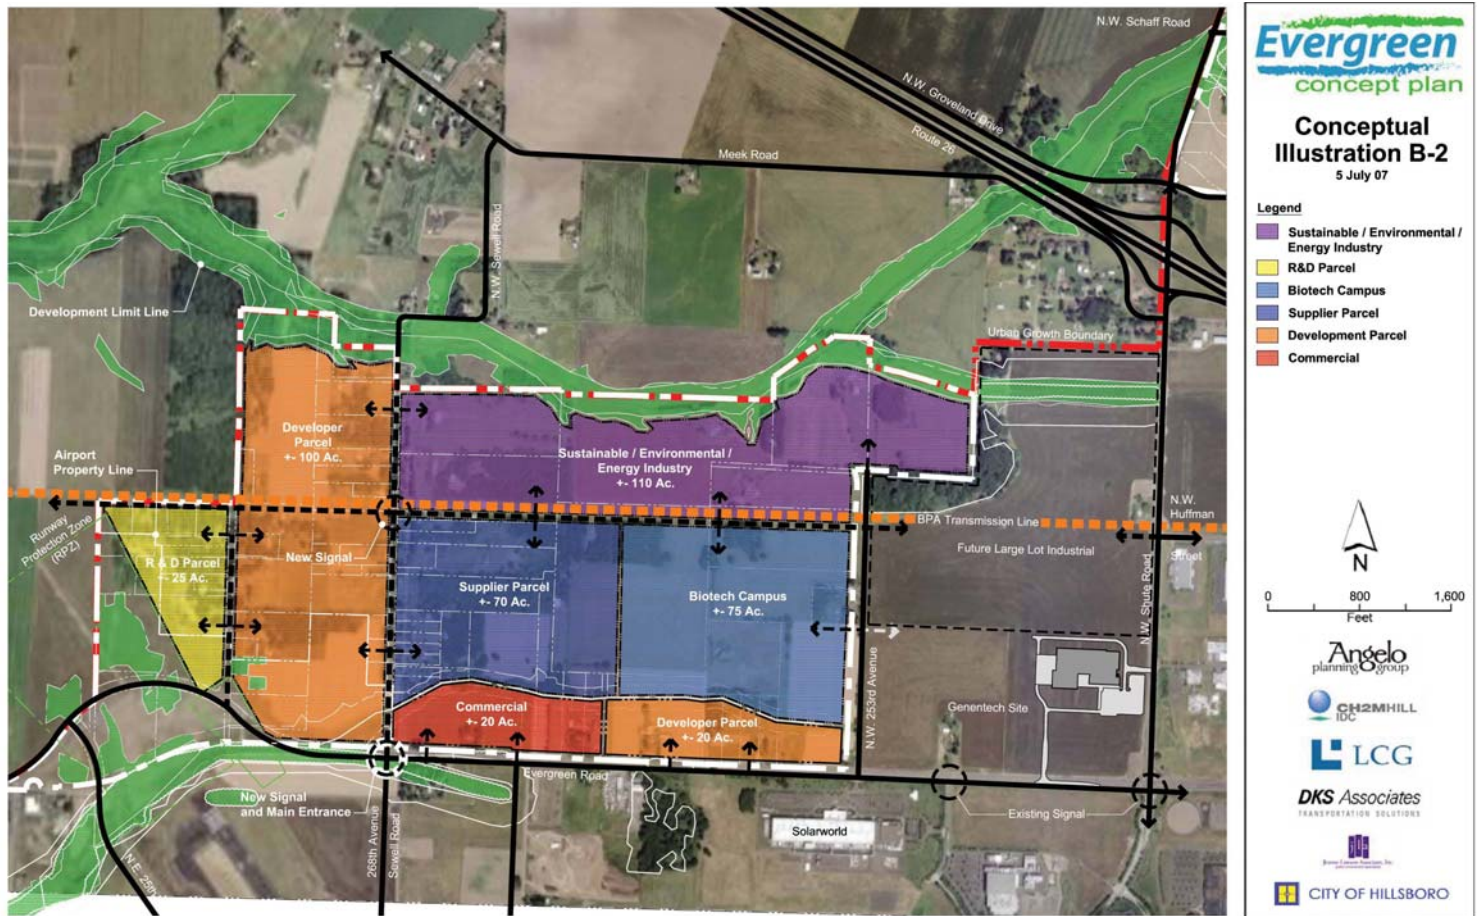 N.W. Schaff Road
N.W. Groveland Drive
Route 26
Meek Road
N.W. Sewell Road
Development Limit Line
Urban Growth Boundary
Developer
Parcel
+- 100 Ac.
Sustainable / Environmental /
Energy Industry
+- 110 Ac.
Airport
Property Line
Runway
Protection Zone
(RPZ)
N.W.
Huffman
Street
BPA Transmission Line
Future Large Lot Industrial
New Signal
R & D Parcel
+- 25 Ac.
Supplier Parcel
+- 70 Ac.
Biotech Campus
+- 75 Ac.
N.W. Shute Road
N.W. 253rd Avenue
Genentech Site
Commercial
+- 20 Ac.
Developer Parcel
+- 20 Ac.
Evergreen Road
New Signal
and Main Entrance
268th Avenue
Sewell Road
Existing Signal
Solarworld
N.E. 25th
Evergreen
concept plan
Conceptual
Illustration B-2
5 July 07
Legend
Sustainable / Environmental /
Energy Industry
R&D Parcel
Biotech Campus
Supplier Parcel
Development Parcel
Commercial
N
0 800 1,600
Feet
Angelo
planning group
CH2MHILL
IDC
LCG
DKS Associates
TRANSPORTATION SOLUTIONS
CITY OF HILLSBORO